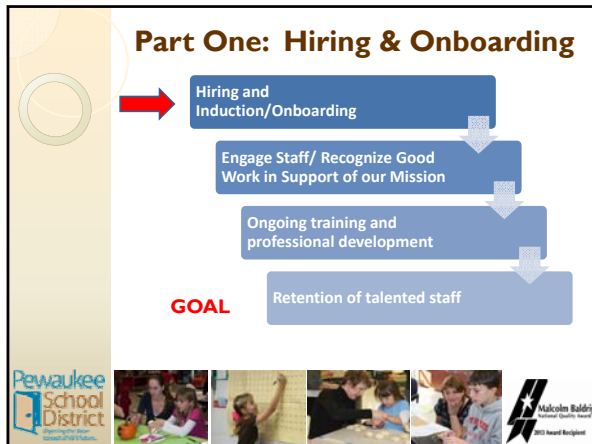 Part One: Hiring & Onboarding
Hiring and
Induction/Onboarding
Engage Staff/ Recognize Good
Work in Support of our Mission
Ongoing training and
professional development
GOAL
Retention of talented staff
Pewaukee
School
District
Malcolm Baldri
National Quality Award
2013 Award Recipient